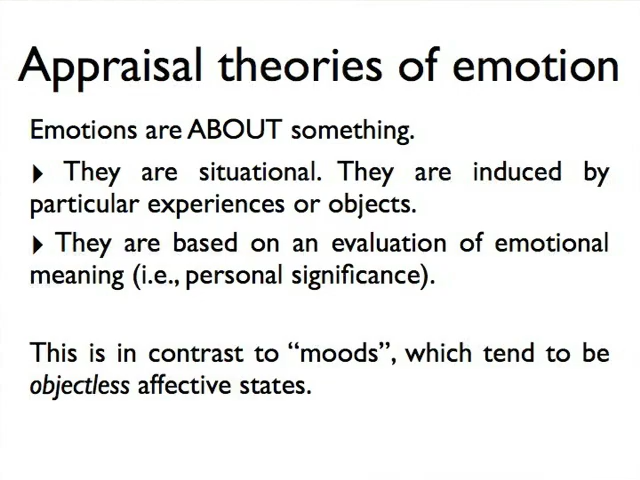 Appraisal theories of emotion
Emotions are ABOUT something.
▸ They are situational. They are induced by
particular experiences or objects.
▸ They are based on an evaluation of emotional
meaning (i.e., personal significance).
This is in contrast to “moods”, which tend to be
objectless affective states.